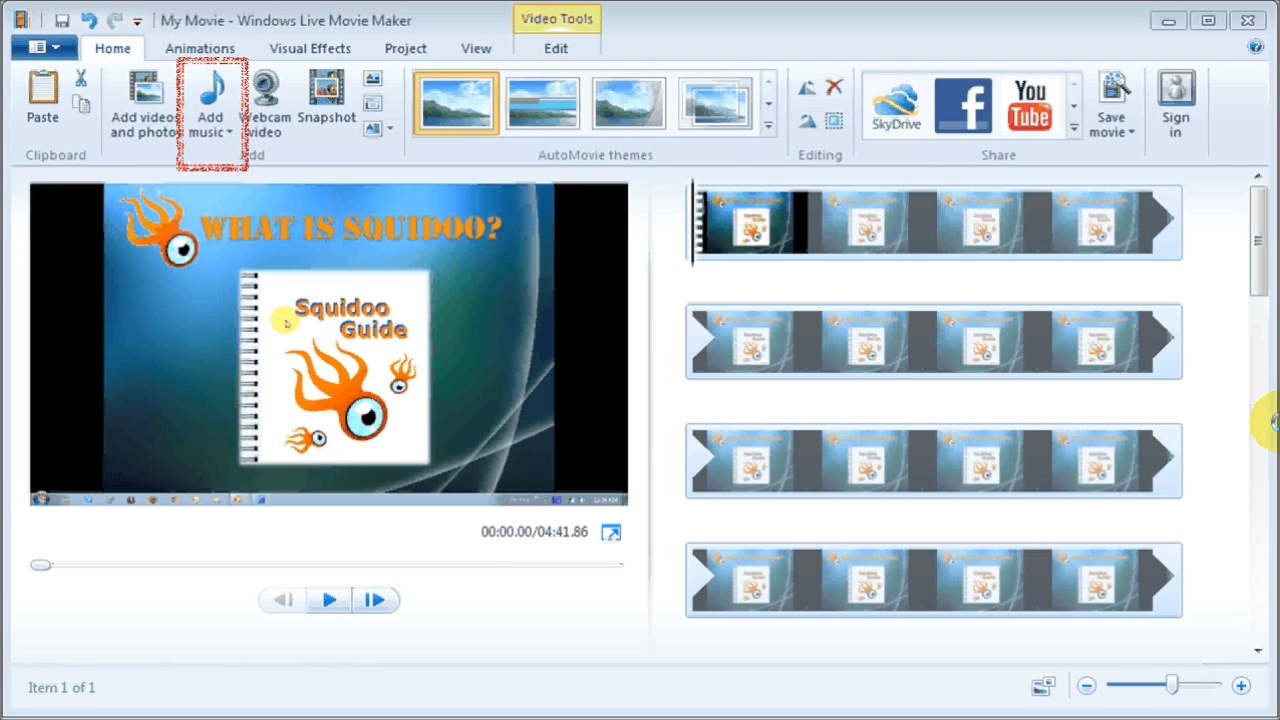 My Movie - Windows Live Movie Maker
Video Tools
Home
Animations
Visual Effects
Project
View
Edit
Paste
Add videos
and photos
Add
music
Webcam
video
Snapshot
SkyDrive
f
You
Tube
Save
movie
Sign
in
Clipboard
Add
AutoMovie themes
Editing
Share
WHAT IS SQUIDOO?
Squidoo
Guide
00:00.00/04:41.86
Item 1 of 1